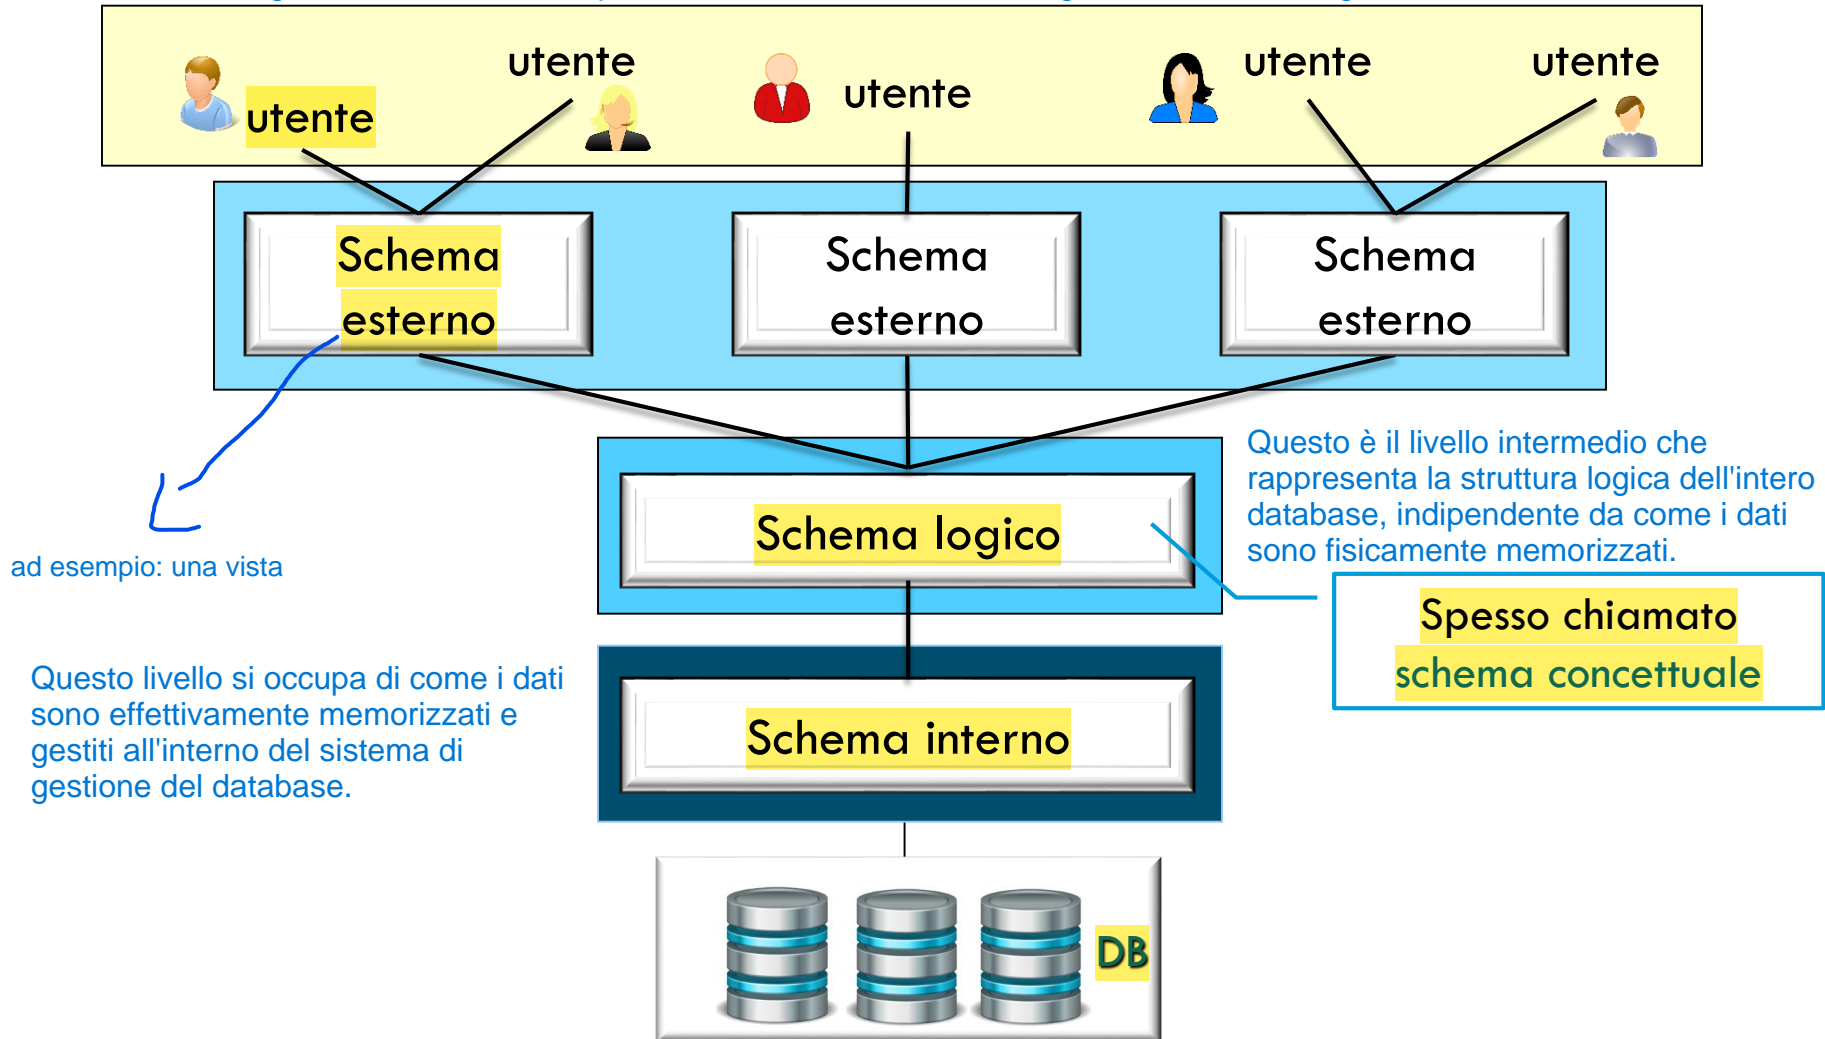 utente
utente
utente
utente
utente
Schema
esterno
Schema
esterno
Schema
esterno
ad esempio: una vista
Schema logico
Questo è il livello intermedio che
rappresenta la struttura logica dell'intero
database, indipendente da come i dati
sono fisicamente memorizzati.
Spesso chiamato
schema concettuale
Questo livello si occupa di come i dati
sono effettivamente memorizzati e
gestiti all'interno del sistema di
gestione del database.
Schema interno
DB